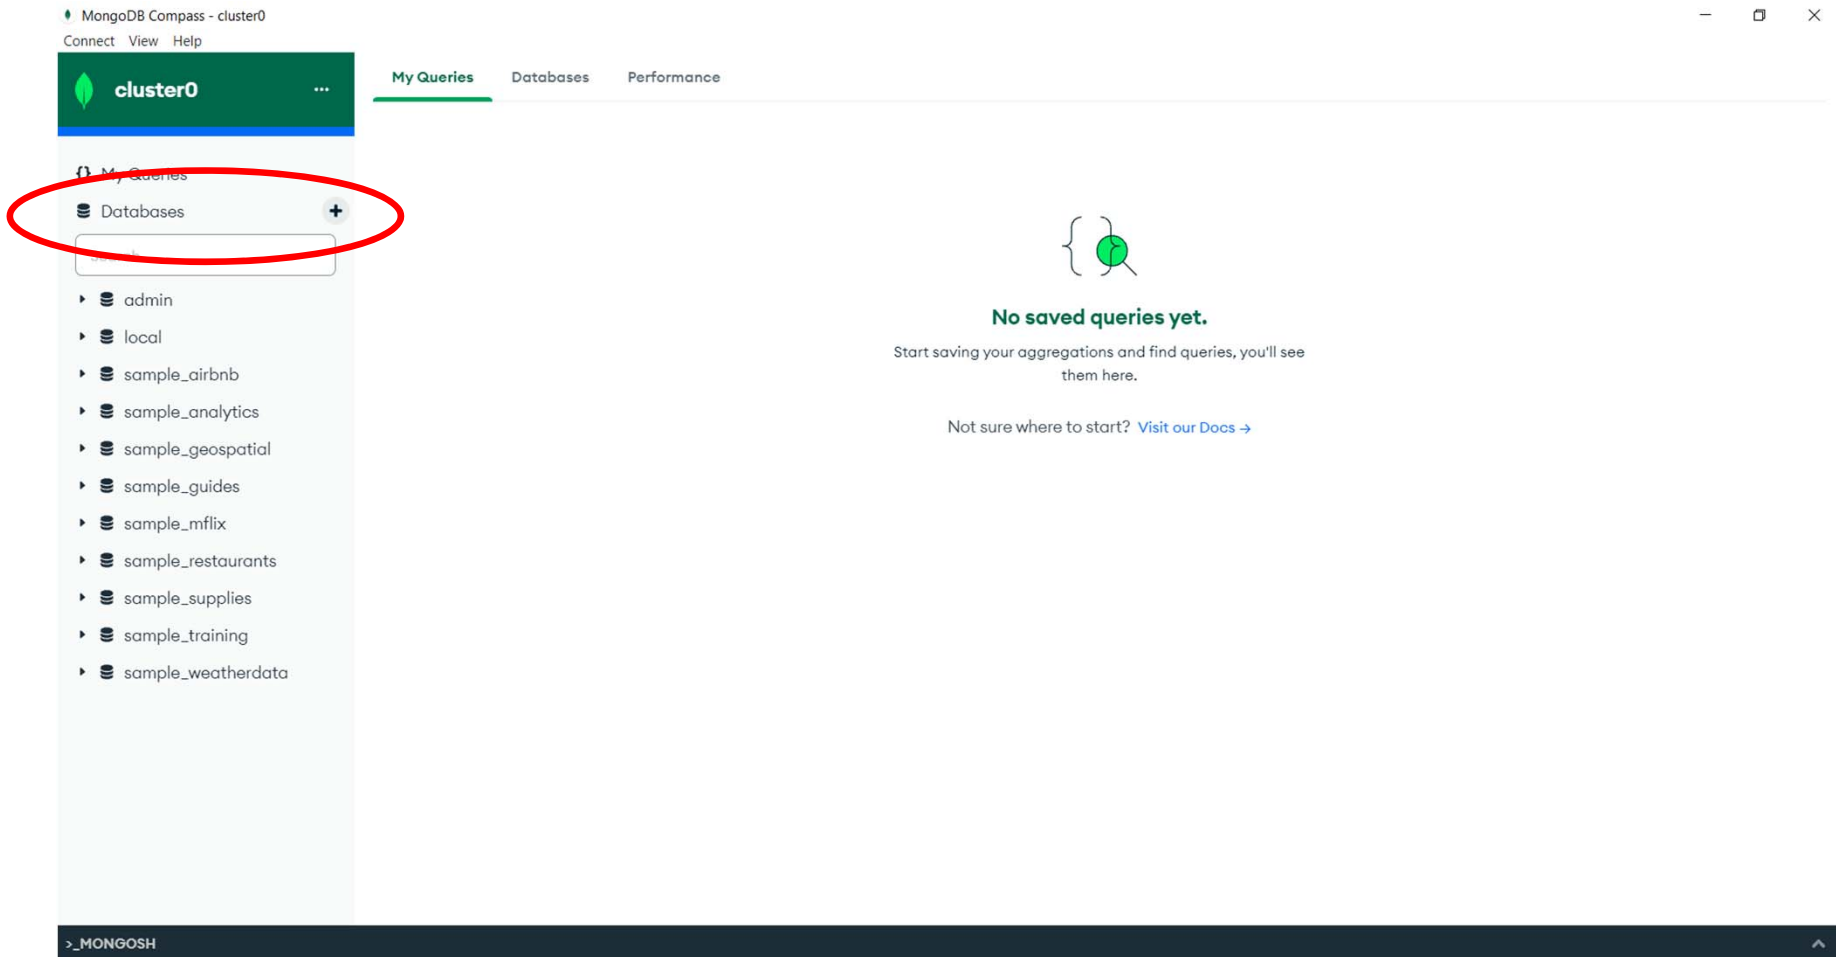 MongoDB Compass - cluster0
Connect View Help
cluster0 ...
My Queries Databases Performance
{} My Queries
Databases +
admin
local
sample_airbnb
sample_analytics
sample_geospatial
sample_guides
sample_mflix
sample_restaurants
sample_supplies
sample_training
sample_weatherdata
No saved queries yet.
Start saving your aggregations and find queries, you'll see
them here.
Not sure where to start? Visit our Docs →
>_MONGOSH